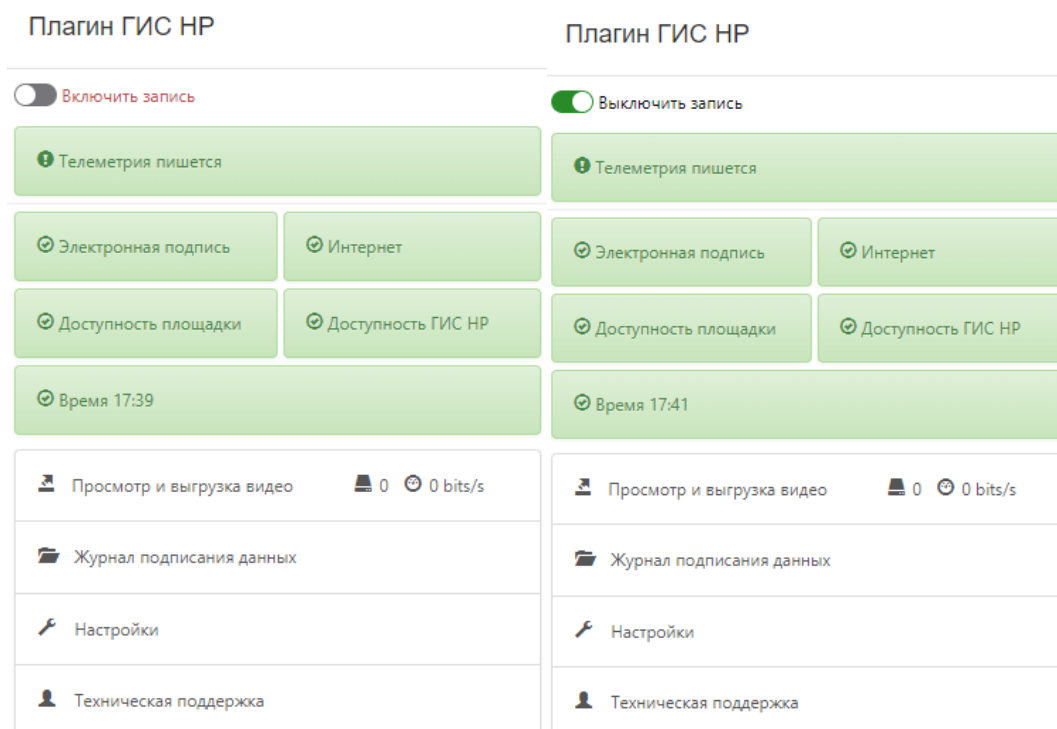 Плагин ГИС НР
Включить запись
Телеметрия пишется
Электронная подпись
Интернет
Доступность площадки
Доступность ГИС НР
Время 17:39
Просмотр и выгрузка видео 0 0 bits/s
Журнал подписания данных
Настройки
Техническая поддержка
Плагин ГИС НР
Выключить запись
Телеметрия пишется
Электронная подпись
Интернет
Доступность площадки
Доступность ГИС НР
Время 17:41
Просмотр и выгрузка видео 0 0 bits/s
Журнал подписания данных
Настройки
Техническая поддержка